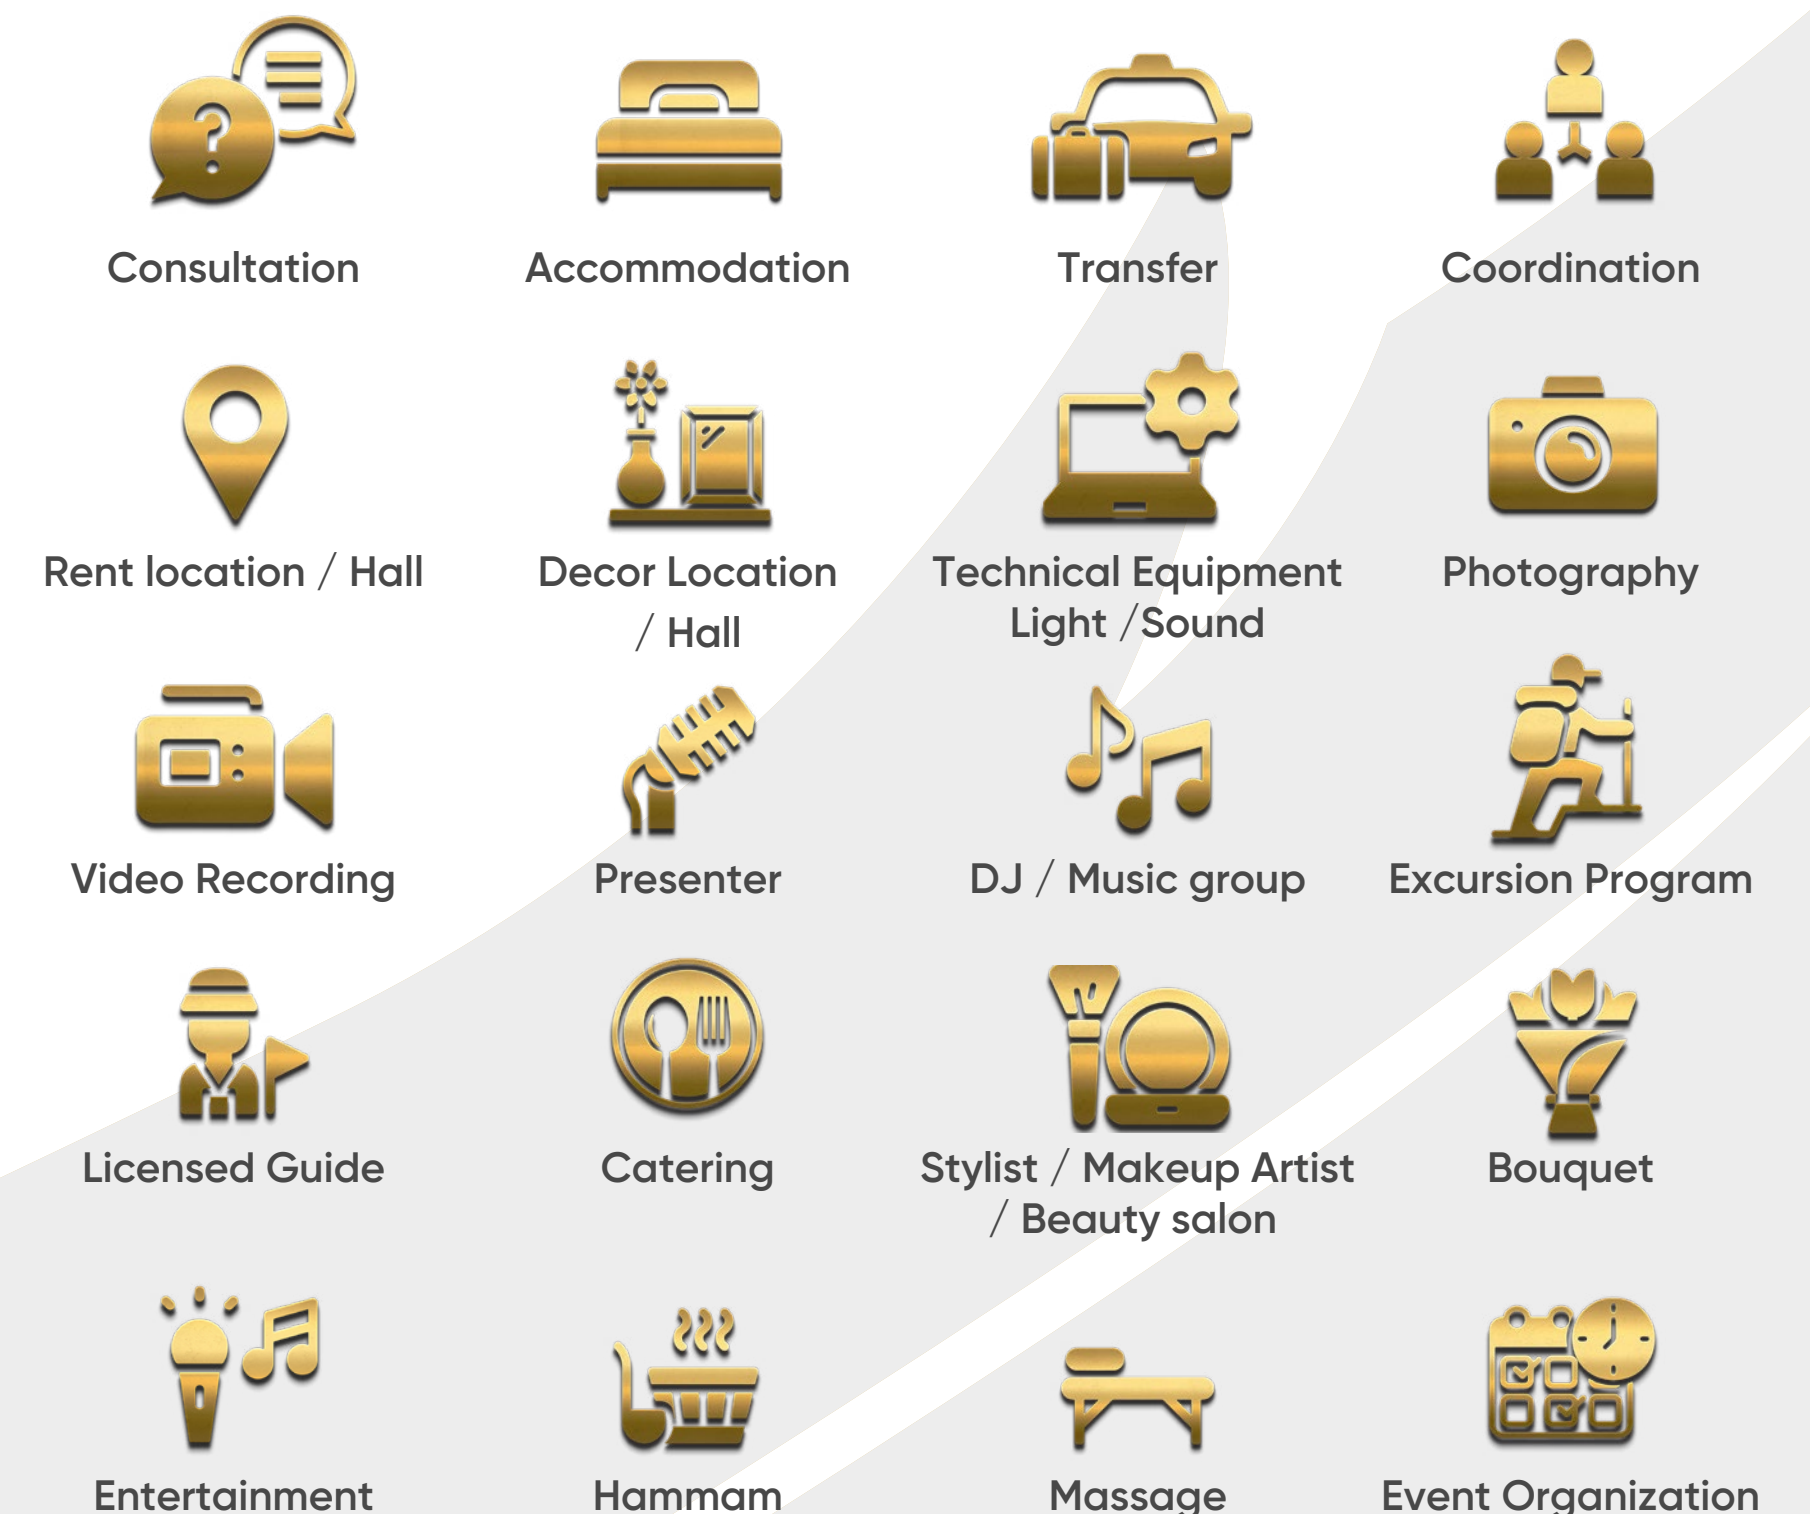 Consultation
Accommodation
Transfer
Coordination
Rent location / Hall
Decor Location
/ Hall
Technical Equipment
Light /Sound
Photography
Video Recording
Presenter
DJ / Music group
Excursion Program
Licensed Guide
Catering
Stylist / Makeup Artist
/ Beauty salon
Bouquet
Entertainment
Hammam
Massage
Event Organization